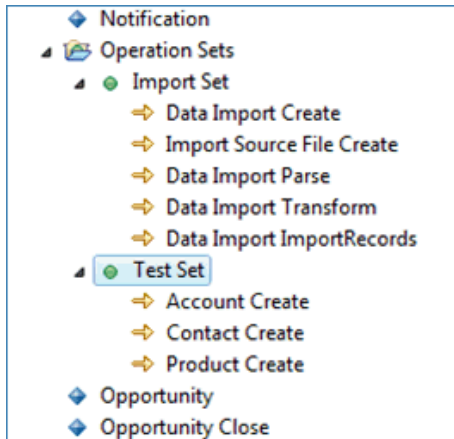 Notification
Operation Sets
Import Set
Data Import Create
Import Source File Create
Data Import Parse
Data Import Transform
Data Import ImportRecords
Test Set
Account Create
Contact Create
Product Create
Opportunity
Opportunity Close